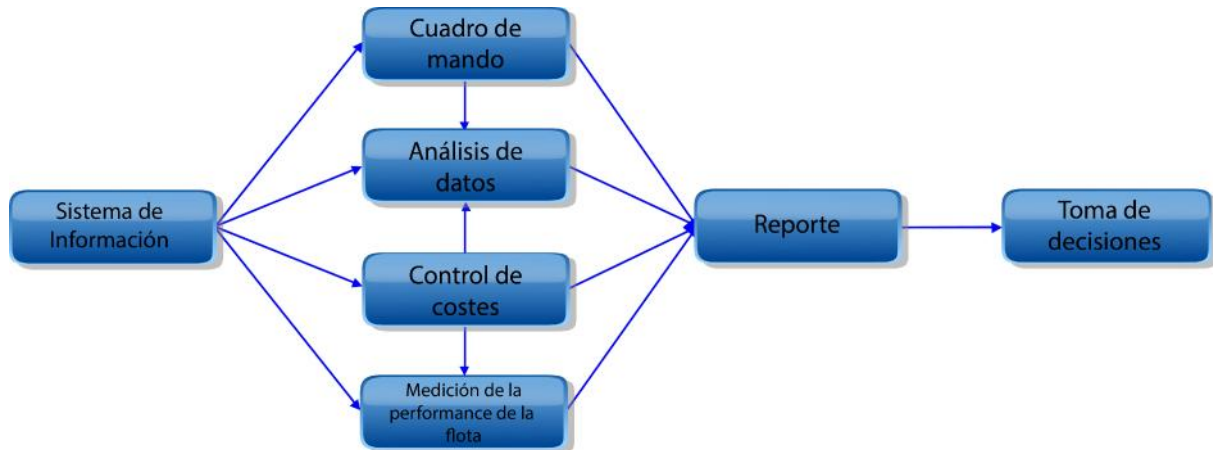 Cuadro de
mando
Análisis de
datos
Sistema de
Información
Control de
costes
Medición de la
performance de la
flota
Reporte
Toma de
decisiones